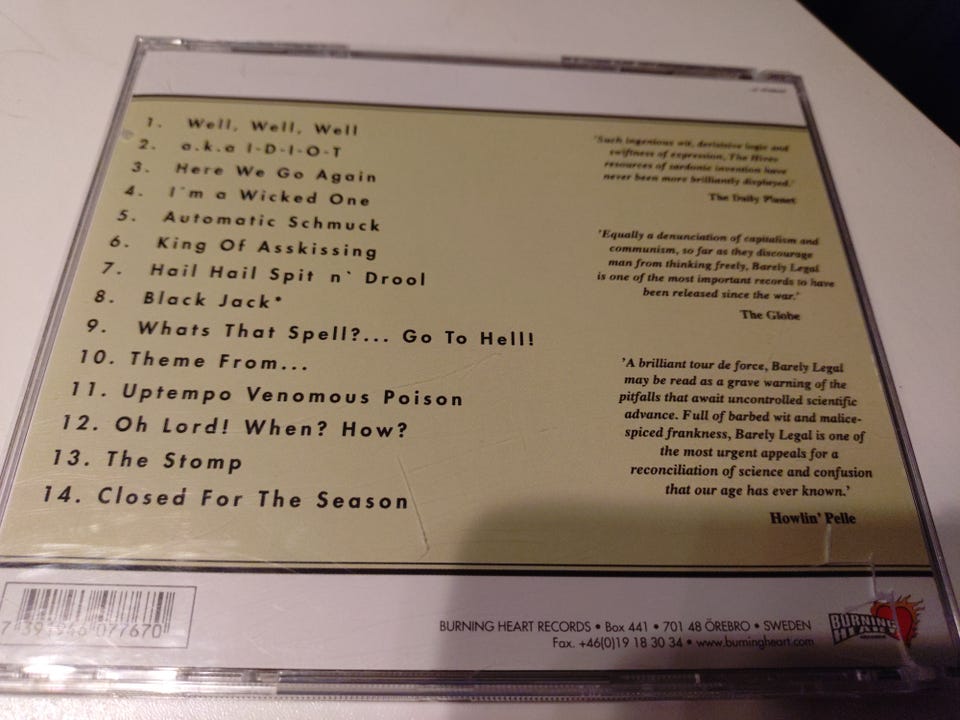 1. Well, Well, Well
2. a.k.a I-D-I-O-T
3. Here We Go Again
4. I'm a Wicked One
5. Automatic Schmuck
6. King Of Asskissing
7. Hail Hail Spit n` Drool
8. Black Jack*
9. Whats That Spell?... Go To Hell!
10. Theme From...
11. Uptempo Venomous Poison
12. Oh Lord! When? How?
13. The Stomp
14. Closed For The Season
'Such ingenious wit, derisisive logic and
swiftness of expression, The Hives
resources of sardonic invention have
never been more brilliantly displayed.'
The Daily Planet
'Equally a denunciation of capitalism and
communism, so far as they discourage
man from thinking freely, Barely Legal
is one of the most important records to have
been released since the war.'
The Globe
'A brilliant tour de force, Barely Legal
may be read as a grave warning of the
pitfalls that await uncontrolled scientific
advance. Full of barbed wit and malice-
spiced frankness, Barely Legal is one of
the most urgent appeals for a
reconciliation of science and confusion
that our age has ever known.'
Howlin' Pelle
7 391946 077670
BURNING HEART RECORDS • Box 441 • 701 48 ÖREBRO • SWEDEN
Fax. +46(0)19 18 30 34 • www.burningheart.com
BURNING
HEART